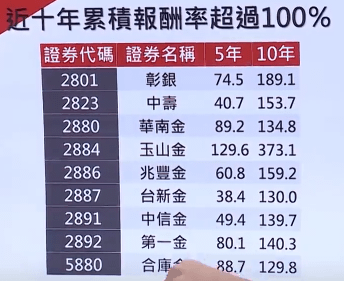 近十年累積報酬率超過100%
證券代碼 證券名稱 5年 10年
2801 彰銀 74.5 189.1
2823 中壽 40.7 153.7
2880 華南金 89.2 134.8
2884 玉山金 129.6 373.1
2886 兆豐金 60.8 159.2
2887 台新金 38.4 130.0
2891 中信金 49.4 139.7
2892 第一金 80.1 140.3
5880 合庫金 88.7 129.8